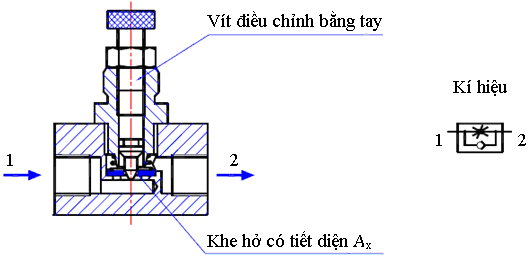 Vít điều chỉnh bằng tay
Kí hiệu
1 2
1 2
Khe hở có tiết diện Aₓ